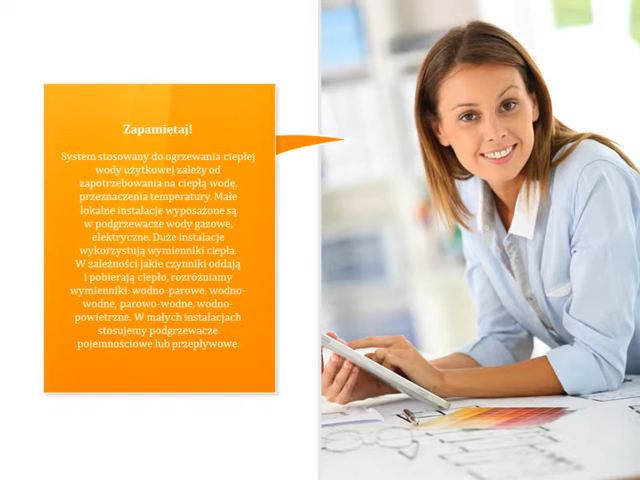 Zapamiętaj!
System stosowany do ogrzewania ciepłej
wody użytkowej zależy od
zapotrzebowania na ciepłą wodę,
przeznaczenia temperatury. Małe
lokalne instalacje wyposażone są
w podgrzewacze wody gazowe,
elektryczne. Duże instalacje
wykorzystują wymienniki ciepła.
W zależności jakie czynniki oddają
i pobierają ciepło, rozróżniamy
wymienniki: wodno-parowe, wodno-
wodne, parowo-wodne, wodno-
powietrzne. W małych instalacjach
stosujemy podgrzewacze
pojemnościowe lub przepływowe.